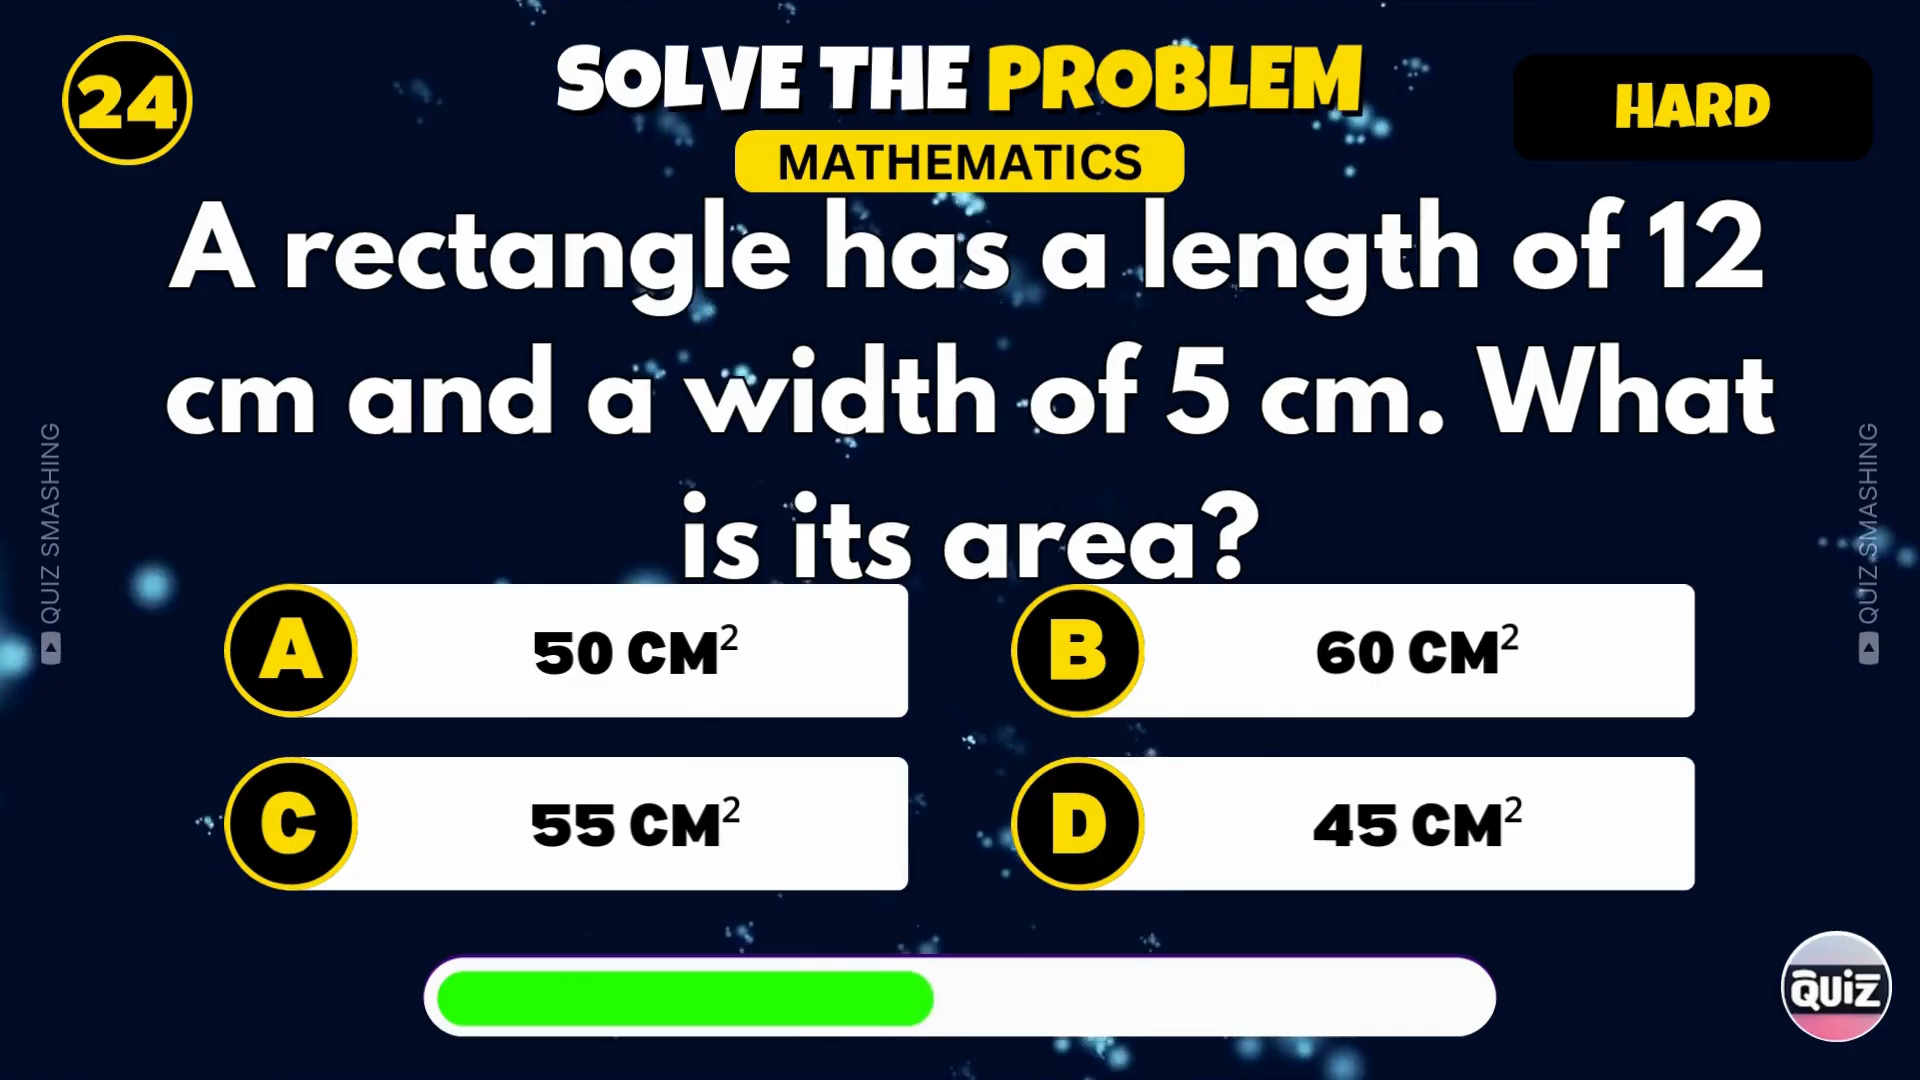 24
SOLVE THE PROBLEM
HARD
MATHEMATICS
A rectangle has a length of 12
cm and a width of 5 cm. What
is its area?
A 50 CM²
B 60 CM²
C 55 CM²
D 45 CM²
QUIZ SMASHING
QUIZ SMASHING
QUiZ